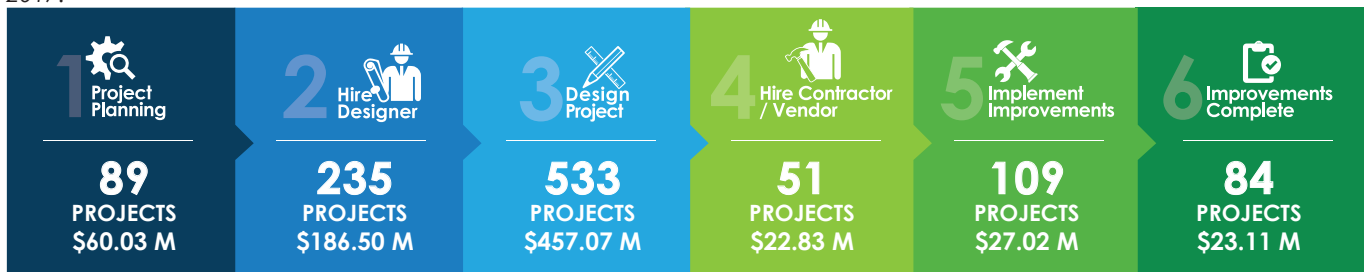 2017.
1
Project
Planning
89
PROJECTS
$60.03 M
2
Hire
Designer
235
PROJECTS
$186.50 M
3
Design
Project
533
PROJECTS
$457.07 M
4
Hire Contractor
/ Vendor
51
PROJECTS
$22.83 M
5
Implement
Improvements
109
PROJECTS
$27.02 M
6
Improvements
Complete
84
PROJECTS
$23.11 M